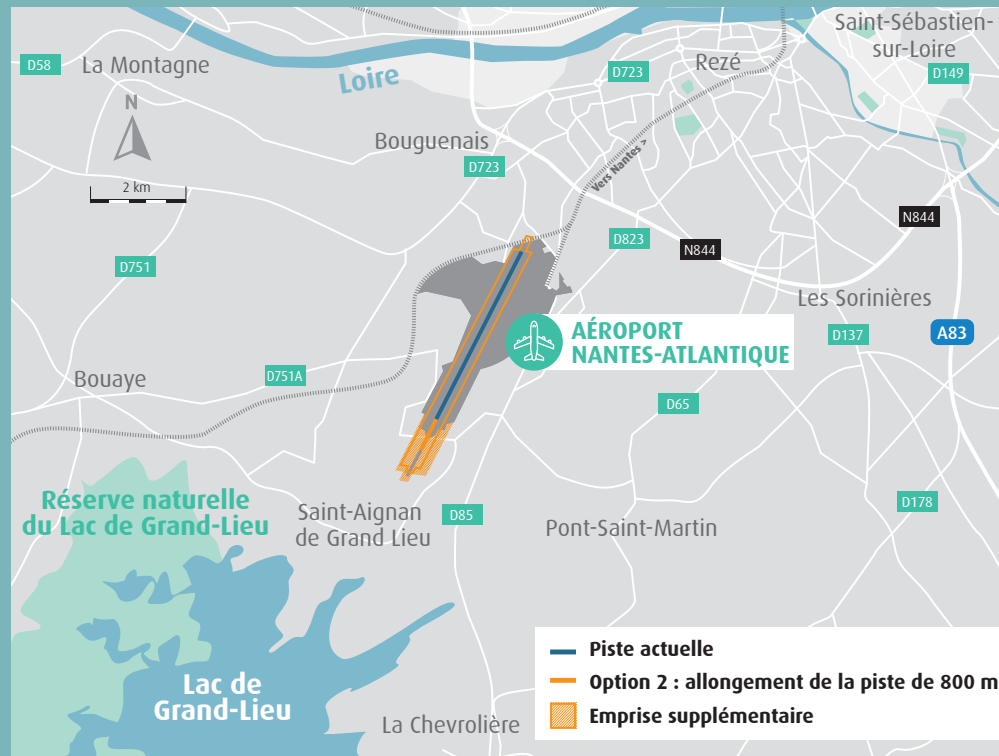 Saint-Sébastien-
sur-Loire
D58
La Montagne
Loire
D723
Rezé
D149
N
Bouguenais
D723
Vers Nantes >
2 km
N844
D823
N844
D751
Les Sorinières
AÉROPORT
NANTES-ATLANTIQUE
D137
A83
Bouaye
D751A
D65
Réserve naturelle
du Lac de Grand-Lieu
Saint-Aignan
de Grand Lieu
D85
Pont-Saint-Martin
D178
Lac de
Grand-Lieu
La Chevrolière
Piste actuelle
Option 2 : allongement de la piste de 800 m
Emprise supplémentaire